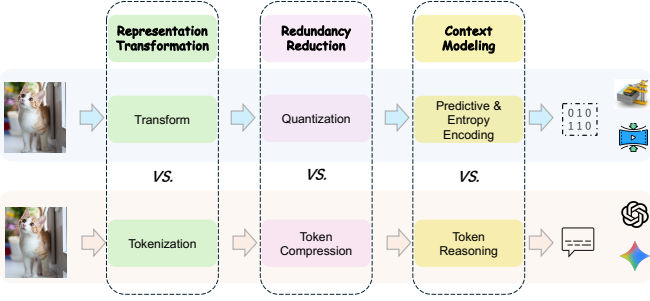 Representation
Transformation
Redundancy
Reduction
Context
Modeling
Transform
Quantization
Predictive &
Entropy
Encoding
010
110
VS.
VS.
VS.
Tokenization
Token
Compression
Token
Reasoning